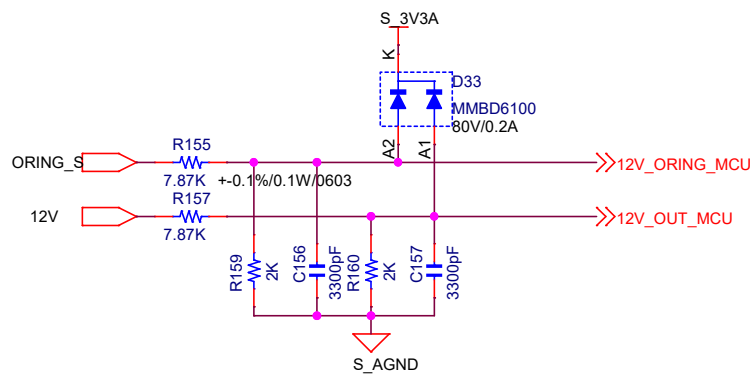 S_3V3A
K
D33
MMBD6100
80V/0.2A
A2
A1
R155
ORING_S
7.87K
+-0.1%/0.1W/0603
12V_ORING_MCU
R157
12V
7.87K
12V_OUT_MCU
R159
2K
C156
3300pF
R160
2K
C157
3300pF
S_AGND